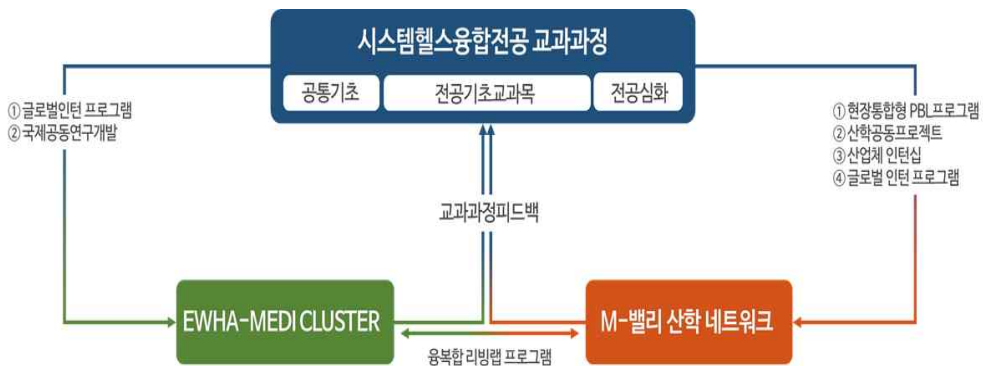 시스템헬스융합전공 교과과정
공통기초
전공기초교과목
전공심화
① 글로벌인턴 프로그램
② 국제공동연구개발
① 현장통합형 PBL프로그램
② 산학공동프로젝트
③ 산업체 인턴십
④ 글로벌 인턴 프로그램
교과과정피드백
EWHA-MEDI CLUSTER
M-밸리 산학 네트워크
융복합 리빙랩 프로그램